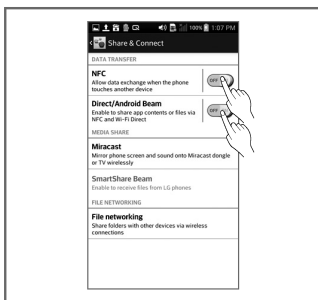 100% 1:07 PM
Share & Connect
DATA TRANSFER
NFC
Allow data exchange when the phone
touches another device
OFF
Direct/Android Beam
Enable to share app contents or files via
NFC and Wi-Fi Direct
OFF
MEDIA SHARE
Miracast
Mirror phone screen and sound onto Miracast dongle
or TV wirelessly
SmartShare Beam
Enable to receive files from LG phones
FILE NETWORKING
File networking
Share folders with other devices via wireless
connections